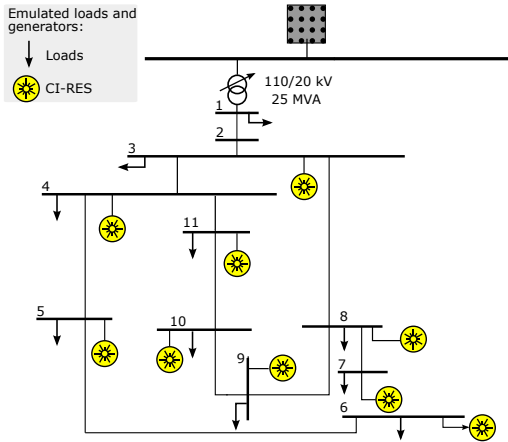 Emulated loads and
generators:
Loads
CI-RES
110/20 kV
25 MVA
1
2
3
4
11
5
10
9
8
7
6